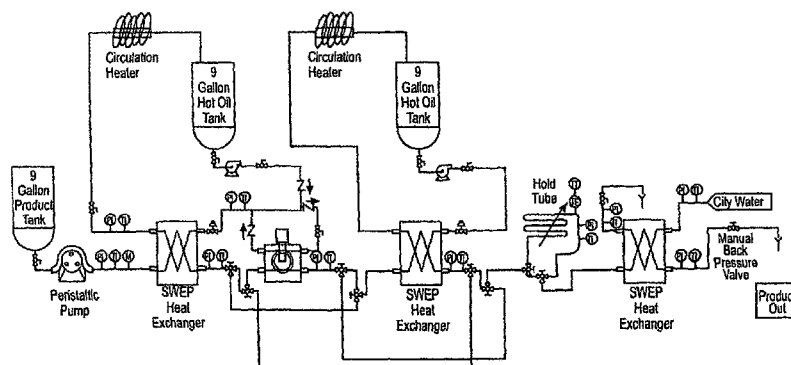 Circulation
Heater
9
Gallon
Hot Oil
Tank
Circulation
Heater
9
Gallon
Hot Oil
Tank
9
Gallon
Product
Tank
Peristaltic
Pump
SWEP
Heat
Exchanger
SWEP
Heat
Exchanger
Hold
Tube
City Water
SWEP
Heat
Exchanger
Manual
Back
Pressure
Valve
Product
Out